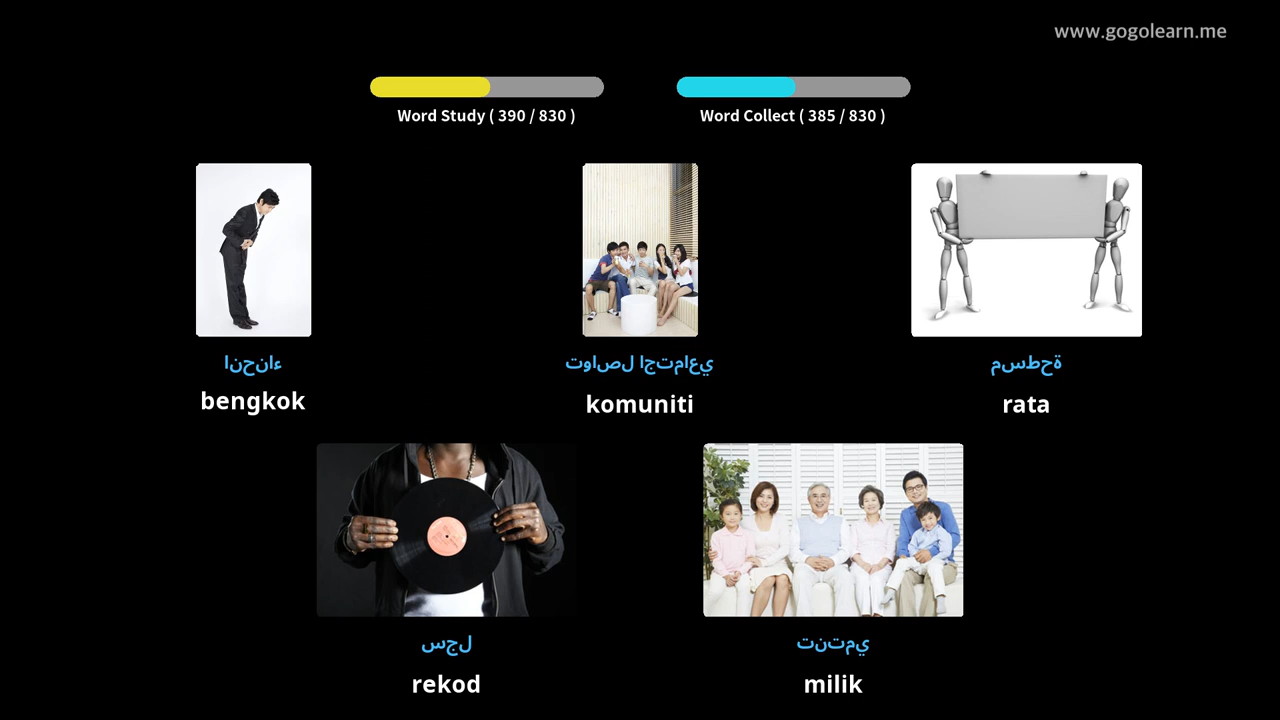 www.gogolearn.me
Word Study ( 390 / 830 )
Word Collect ( 385 / 830 )
انحناء
تواصل اجتماعي
مسطحة
bengkok
komuniti
rata
سجل
تنتمي
rekod
milik